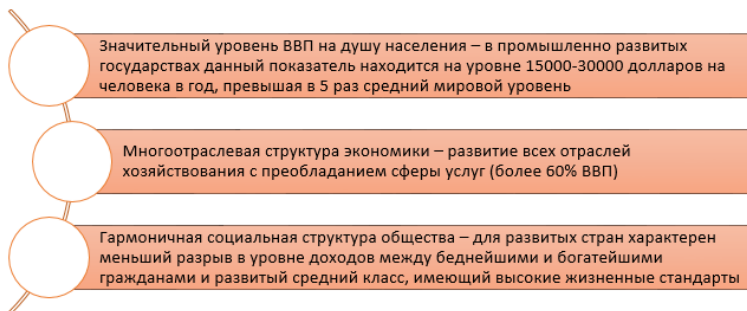 Значительный уровень ВВП на душу населения – в промышленно развитых
государствах данный показатель находится на уровне 15000-30000 долларов на
человека в год, превышая в 5 раз средний мировой уровень
Многоотраслевая структура экономики – развитие всех отраслей
хозяйствования с преобладанием сферы услуг (более 60% ВВП)
Гармоничная социальная структура общества – для развитых стран характерен
меньший разрыв в уровне доходов между беднейшими и богатейшими
гражданами и развитый средний класс, имеющий высокие жизненные стандарты